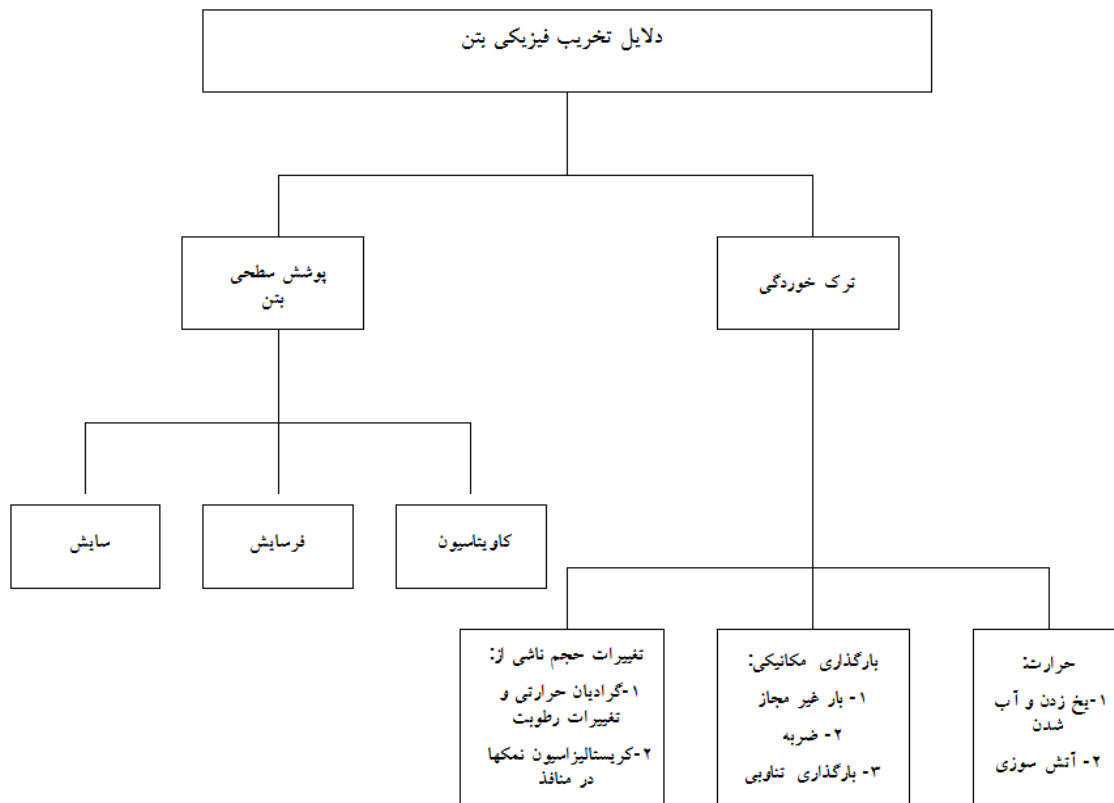 دلایل تخریب فیزیکی بتن
ترک خوردگی
پوشش سطحی
بتن
کاویتاسیون
فرسایش
سایش
حرارت:
۱-یخ زدن و آب
شدن
۲- آتش سوزی
بارگذاری مکانیکی:
۱- بار غیر مجاز
۲- ضربه
۳- بارگذاری تناوبی
تغییرات حجم ناشی از:
۱-گرادیان حرارتی و
تغییرات رطوبت
۲-کریستالیزاسیون نمکها
در منافذ